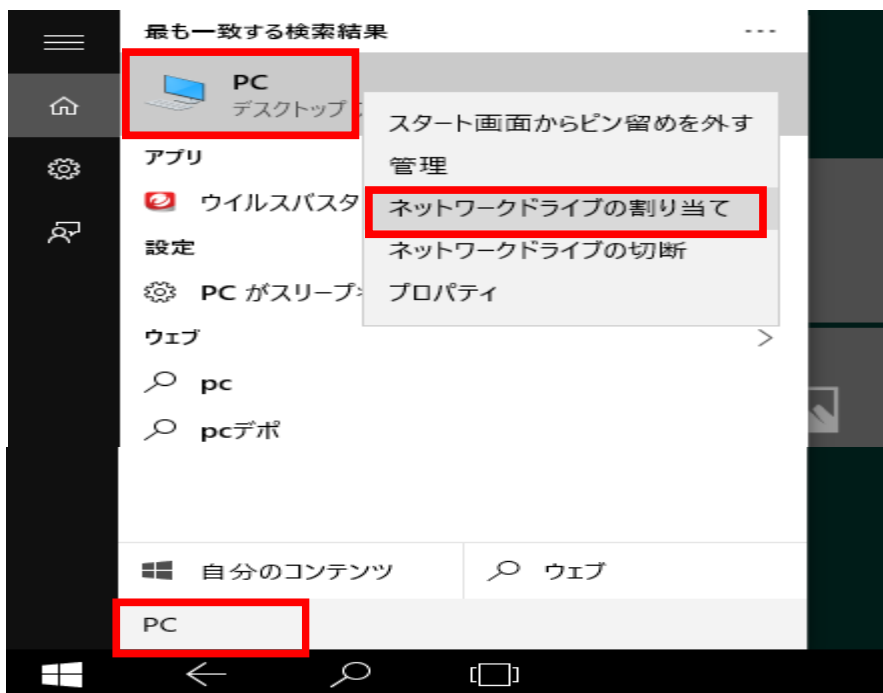 最も一致する検索結果
PC
デスクトップ
スタート画面からピン留めを外す
アプリ
管理
ウイルスバスタ
ネットワークドライブの割り当て
設定
ネットワークドライブの切断
PC がスリープ
プロパティ
ウェブ
pc
pcデポ
自分のコンテンツ
ウェブ
PC